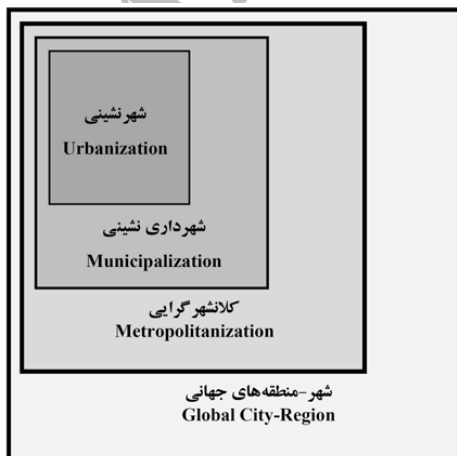 شهرنشینی
Urbanization
شهرداری نشینی
Municipalization
کلانشهرگرایی
Metropolitanization
شهر-منطقه‌های جهانی
Global City-Region